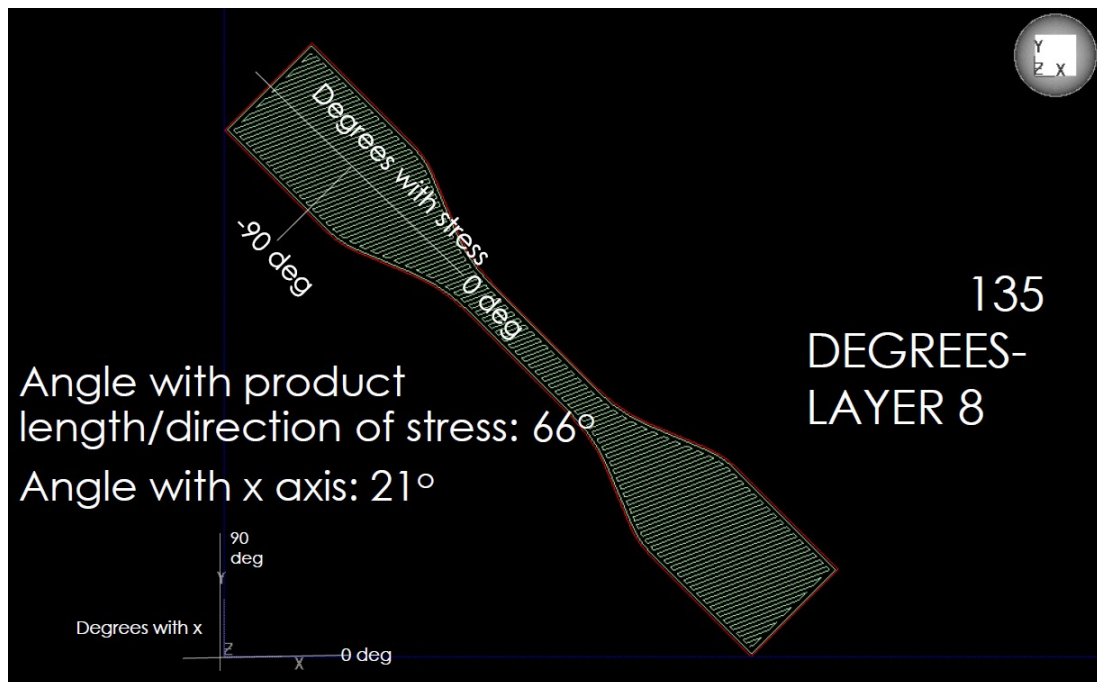 Y
Z X
Degrees with stress
-90 deg
0 deg
135
DEGREES-
LAYER 8
Angle with product
length/direction of stress: 66°
Angle with x axis: 21°
90
deg
Y
Degrees with x
Z
X
0 deg